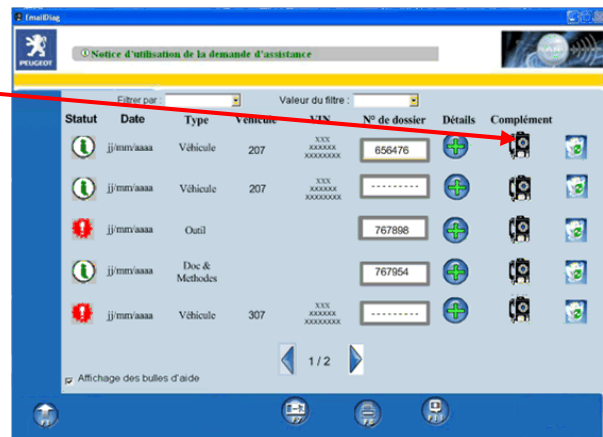 EmailDiag
PEUGEOT
Notice d'utilisation de la demande d'assistance
Filtrer par : Valeur du filtre :
Statut Date Type Véhicule VIN N° de dossier Détails Complément
jj/mm/aaaa Véhicule 207 xxx xxxxxx xxxxxxxx 656476
jj/mm/aaaa Véhicule 207 xxx xxxxxx xxxxxxxx ---------
jj/mm/aaaa Outil 767898
jj/mm/aaaa Doc & Methodes 767954
jj/mm/aaaa Véhicule 307 xxx xxxxxx xxxxxxxx ---------
1 / 2
Affichage des bulles d'aide